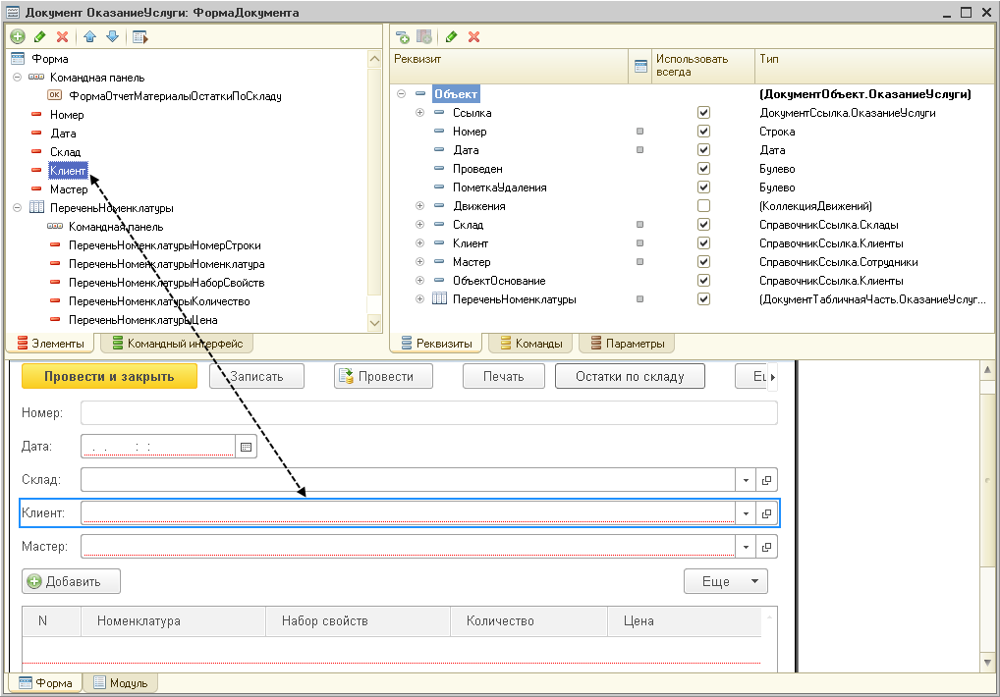 Документ ОказаниеУслуги: ФормаДокумента
Форма
Командная панель
OK ФормаОтчетМатериалыОстаткиПоСкладу
Номер
Дата
Склад
Клиент
Мастер
ПереченьНоменклатуры
Командная панель
ПереченьНоменклатурыНомерСтроки
ПереченьНоменклатурыНоменклатура
ПереченьНоменклатурыНаборСвойств
ПереченьНоменклатурыКоличество
ПереченьНоменклатурыЦена
Элементы Командный интерфейс
Реквизит Использовать всегда Тип
Объект (ДокументОбъект.ОказаниеУслуги)
Ссылка ДокументСсылка.ОказаниеУслуги
Номер Строка
Дата Дата
Проведен Булево
ПометкаУдаления Булево
Движения (КоллекцияДвижений)
Склад СправочникСсылка.Склады
Клиент СправочникСсылка.Клиенты
Мастер СправочникСсылка.Сотрудники
ОбъектОснование СправочникСсылка.Клиенты
ПереченьНоменклатуры (ДокументТабличнаяЧасть.ОказаниеУслуг...
Реквизиты Команды Параметры
Провести и закрыть Записать Провести Печать Остатки по складу Ещ
Номер:
Дата: . . : :
Склад:
Клиент:
Мастер:
Добавить Еще
N Номенклатура Набор свойств Количество Цена
Форма Модуль